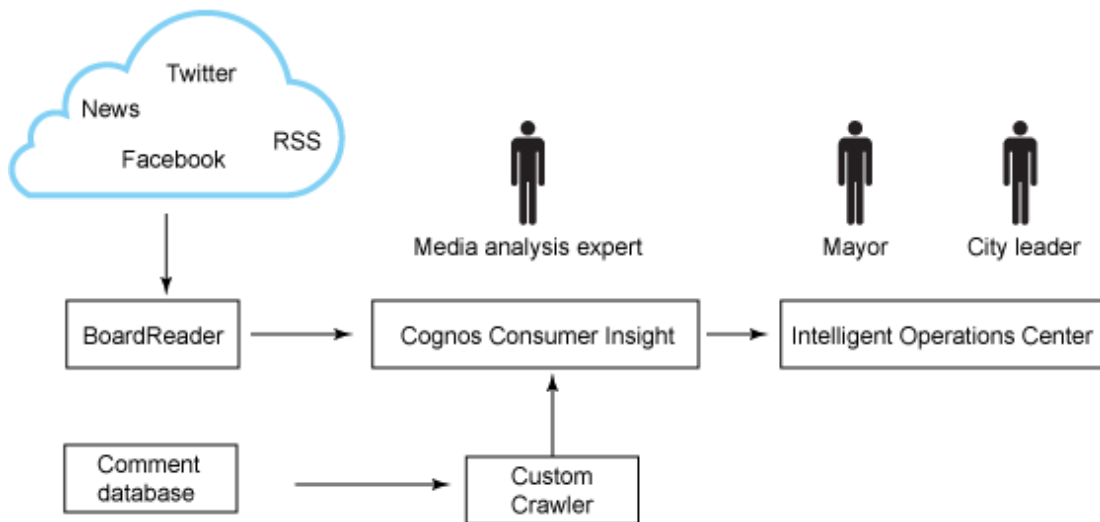 Twitter
News
RSS
Facebook
Media analysis expert
Mayor
City leader
BoardReader
Cognos Consumer Insight
Intelligent Operations Center
Comment
database
Custom
Crawler